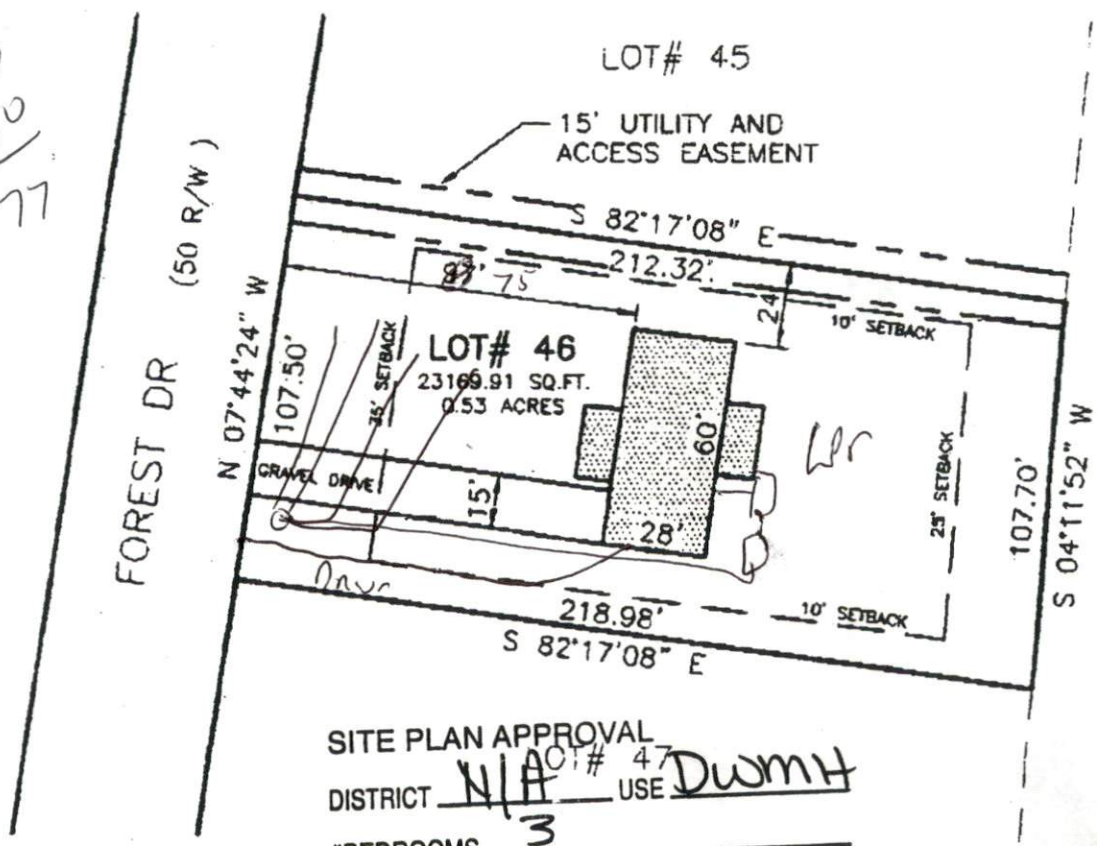 LOT# 45
15' UTILITY AND
ACCESS EASEMENT
S 82°17'08" E
212.32'
75
24
10' SETBACK
(50 R/W)
FOREST DR
N 07°44'24" W
107.50'
35' SETBACK
LOT# 46
23169.91 SQ.FT.
0.53 ACRES
60'
28'
GRAVEL DRIVE
15'
25' SETBACK
107.70'
S 04°11'52" W
10' SETBACK
218.98'
S 82°17'08" E
SITE PLAN APPROVAL
LOT# 47
DISTRICT N/A USE DWMH
#BEDROOMS 3